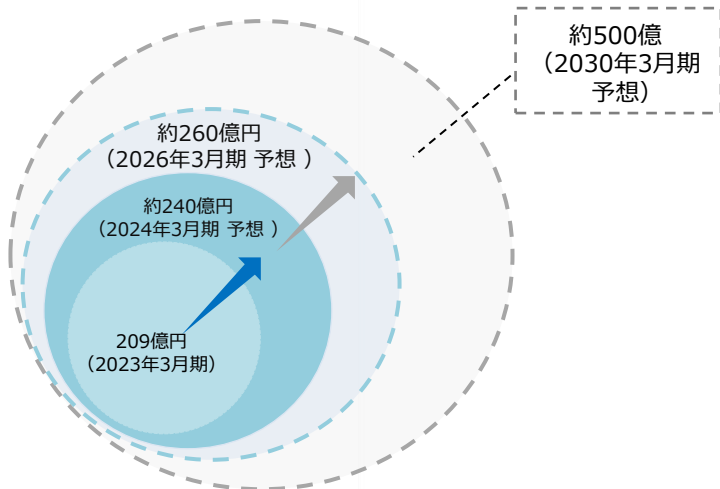 約500億
（2030年3月期
予想）
約260億円
（2026年3月期 予想 ）
約240億円
（2024年3月期 予想 ）
209億円
（2023年3月期）